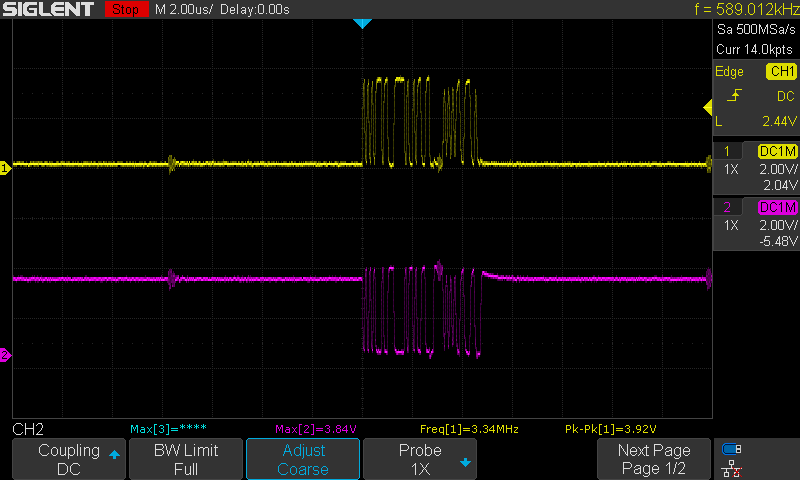 SIGLENT Stop M 2.00us/ Delay:0.00s f = 589.012kHz
Sa 500MSa/s
Curr 14.0kpts
Edge CH1
DC
L 2.44V
1 DC1M
1X 2.00V/
2.04V
2 DC1M
1X 2.00V/
-5.48V
1
2
CH2 Max[3]=**** Max[2]=3.84V Freq[1]=3.34MHz Pk-Pk[1]=3.92V
Coupling
DC
BW Limit
Full
Adjust
Coarse
Probe
1X
Next Page
Page 1/2